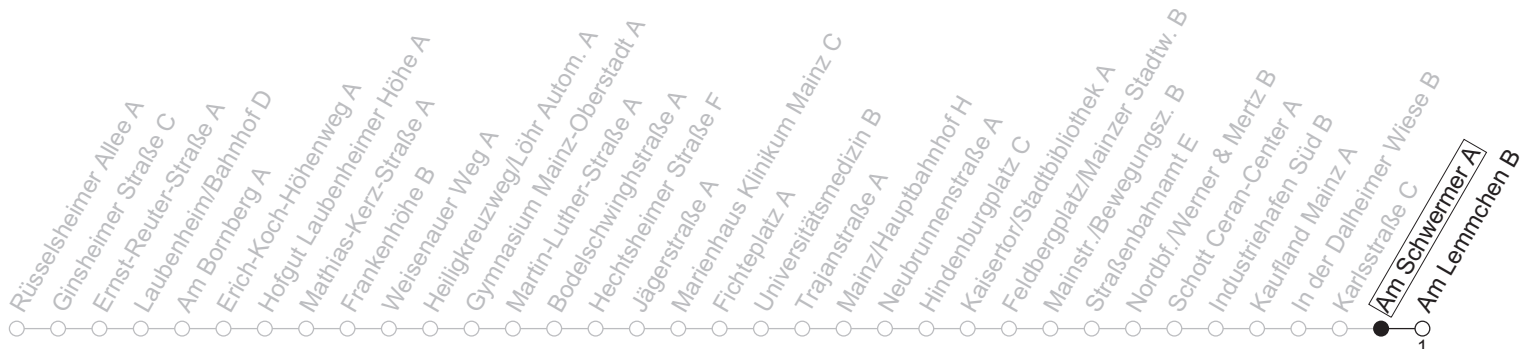 Rüsselsheimer Allee A
Ginsheimer Straße C
Ernst-Reuter-Straße A
Laubenheim/Bahnhof D
Am Bornberg A
Erich-Koch-Höhenweg A
Hofgut Laubenheimer Höhe A
Mathias-Kerz-Straße A
Frankenhöhe B
Weisenauer Weg A
Heiligkreuzweg/Löhr Autom. A
Gymnasium Mainz-Oberstadt A
Martin-Luther-Straße A
Bodelschwinghstraße A
Hechtsheimer Straße F
Jägerstraße A
Marienhaus Klinikum Mainz C
Fichteplatz A
Universitätsmedizin B
Trajanstraße A
Mainz/Hauptbahnhof H
Neubrunnenstraße A
Hindenburgplatz C
Kaisertor/Stadtbibliothek A
Feldbergplatz/Mainzer Stadtw. B
Mainstr./Bewegungsz. B
Straßenbahnamt E
Nordbf./Werner & Mertz B
Schott Ceran-Center A
Industriehafen Süd B
Kaufland Mainz A
In der Dalheimer Wiese B
Karlsstraße C
Am Schwermer A
Am Lemmchen B
1